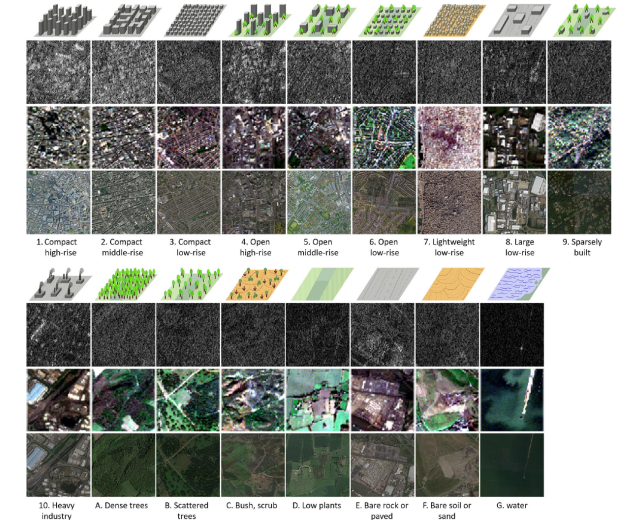 1. Compact 2. Compact 3. Compact 4. Open 5. Open 6. Open 7. Lightweight 8. Large 9. Sparsely
high-rise middle-rise low-rise high-rise middle-rise low-rise low-rise low-rise built
10. Heavy A. Dense trees B. Scattered C. Bush, scrub D. Low plants E. Bare rock or F. Bare soil or G. water
industry trees paved sand